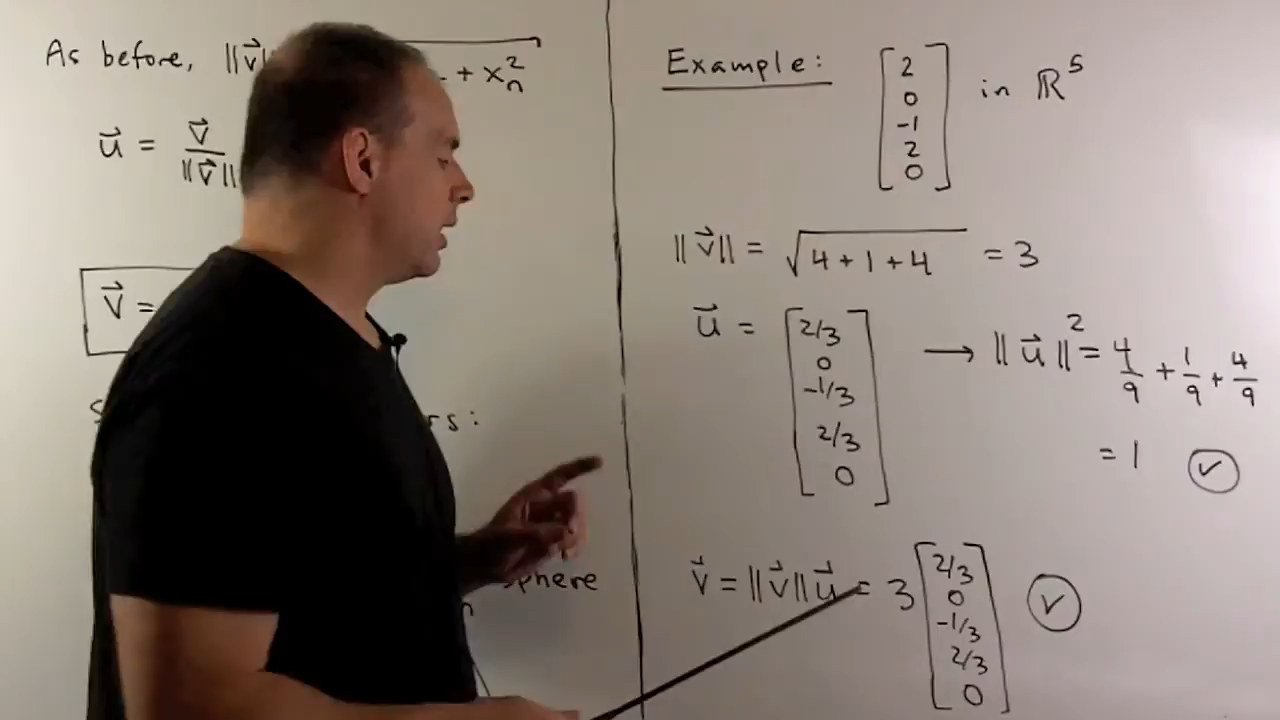 As before, ||v⃗|| + xₙ²
u⃗ = v⃗ / ||v⃗||
v⃗ =
rs:
sphere
n
Example: [2 0 -1 2 0] in ℝ⁵
||v⃗|| = √(4+1+4) = 3
u⃗ = [2/3 0 -1/3 2/3 0] → ||u⃗||² = 4/9 + 1/9 + 4/9
= 1 ✓
v⃗ = ||v⃗|| u⃗ = 3 [2/3 0 -1/3 2/3 0] ✓